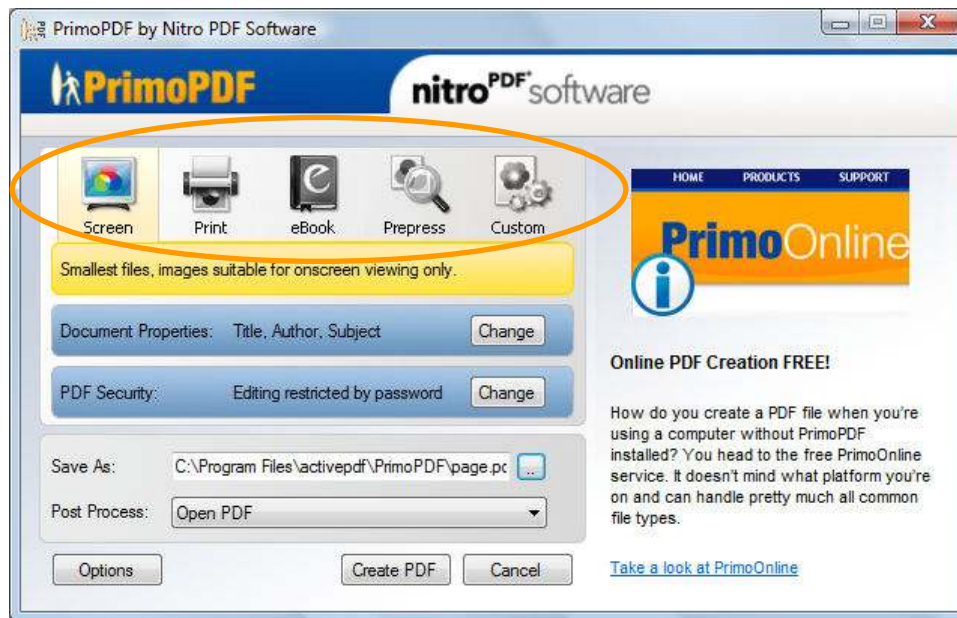 PrimoPDF by Nitro PDF Software
PrimoPDF
nitroPDF® software
Screen Print eBook Prepress Custom
Smallest files, images suitable for onscreen viewing only.
Document Properties: Title, Author, Subject Change
PDF Security: Editing restricted by password Change
Save As: C:\Program Files\activepdf\PrimoPDF\page.pc ..
Post Process: Open PDF
Options Create PDF Cancel
HOME PRODUCTS SUPPORT
PrimoOnline
Online PDF Creation FREE!
How do you create a PDF file when you're
using a computer without PrimoPDF
installed? You head to the free PrimoOnline
service. It doesn't mind what platform you're
on and can handle pretty much all common
file types.
Take a look at PrimoOnline